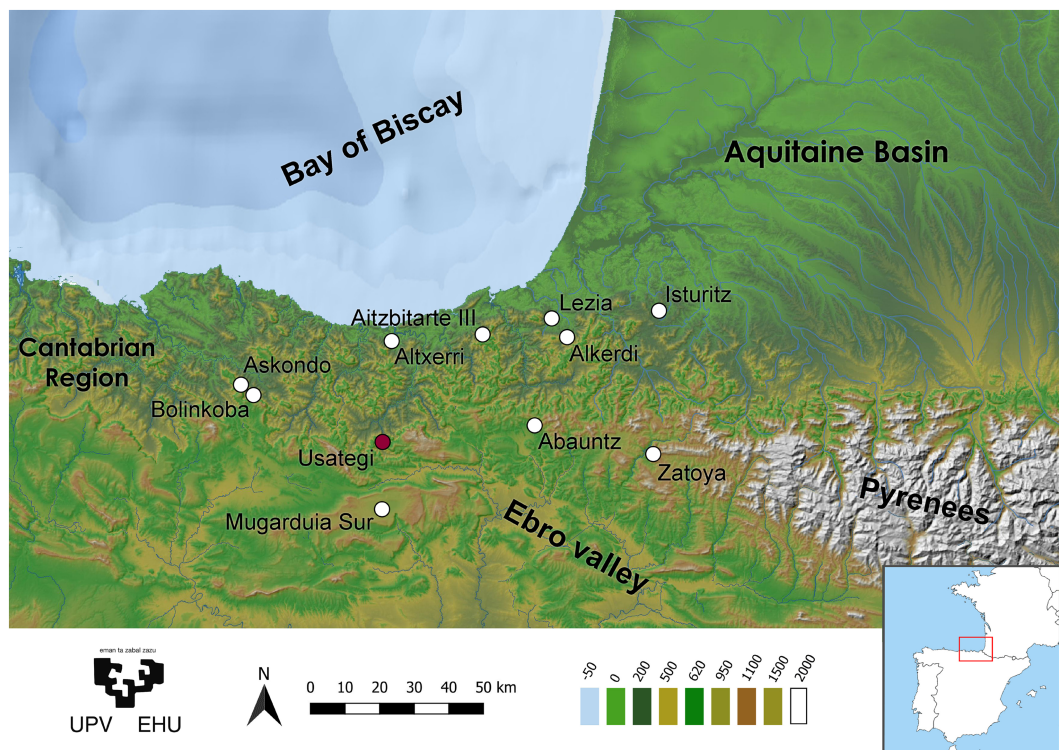 Bay of Biscay
Aquitaine Basin
Isturitz
Lezia
Aitzbitarte III
Altxerri
Alkerdi
Cantabrian
Region
Askondo
Bolinkoba
Usategi
Abauntz
Zatoya
Mugarduia Sur
Ebro valley
Pyrenees
eman ta zabal zazu
UPV EHU
N
0 10 20 30 40 50 km
-50 0 200 500 620 950 1100 1500 2000